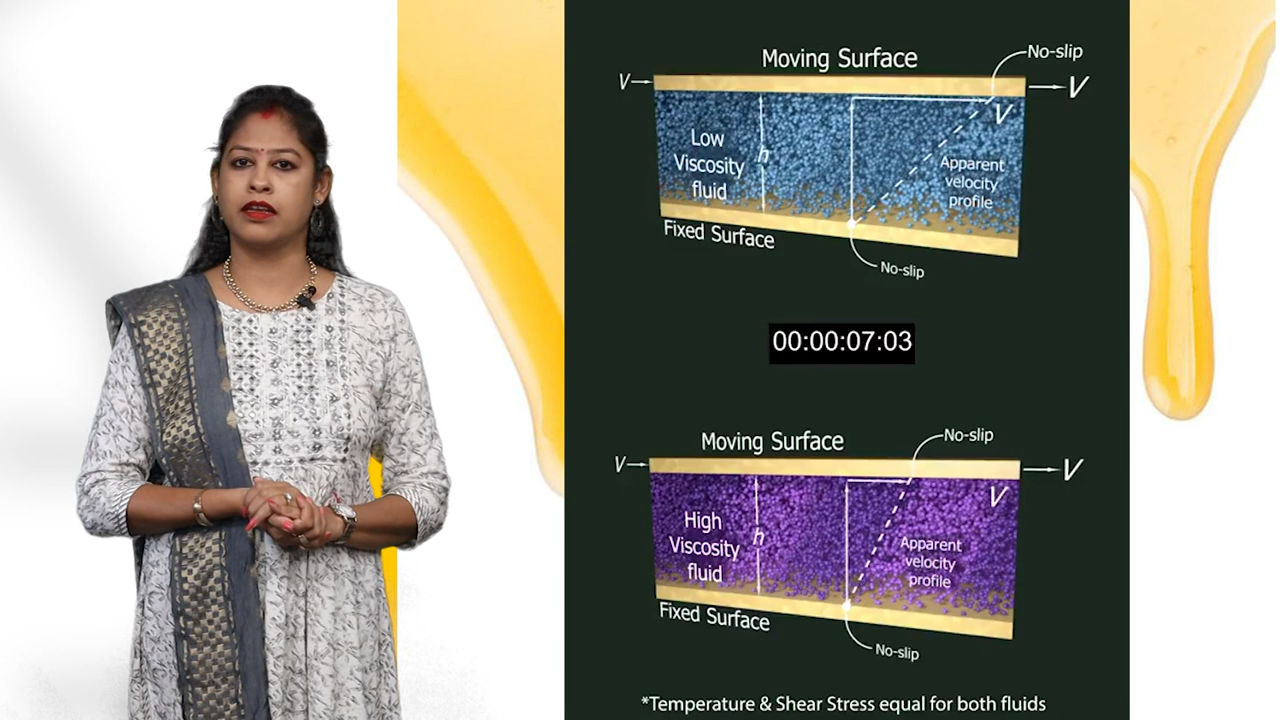 Moving Surface
No-slip
V
V
Low
Viscosity
fluid
h
V
Apparent
velocity
profile
Fixed Surface
No-slip
00:00:07:03
Moving Surface
No-slip
V
V
High
Viscosity
fluid
h
V
Apparent
velocity
profile
Fixed Surface
No-slip
*Temperature & Shear Stress equal for both fluids